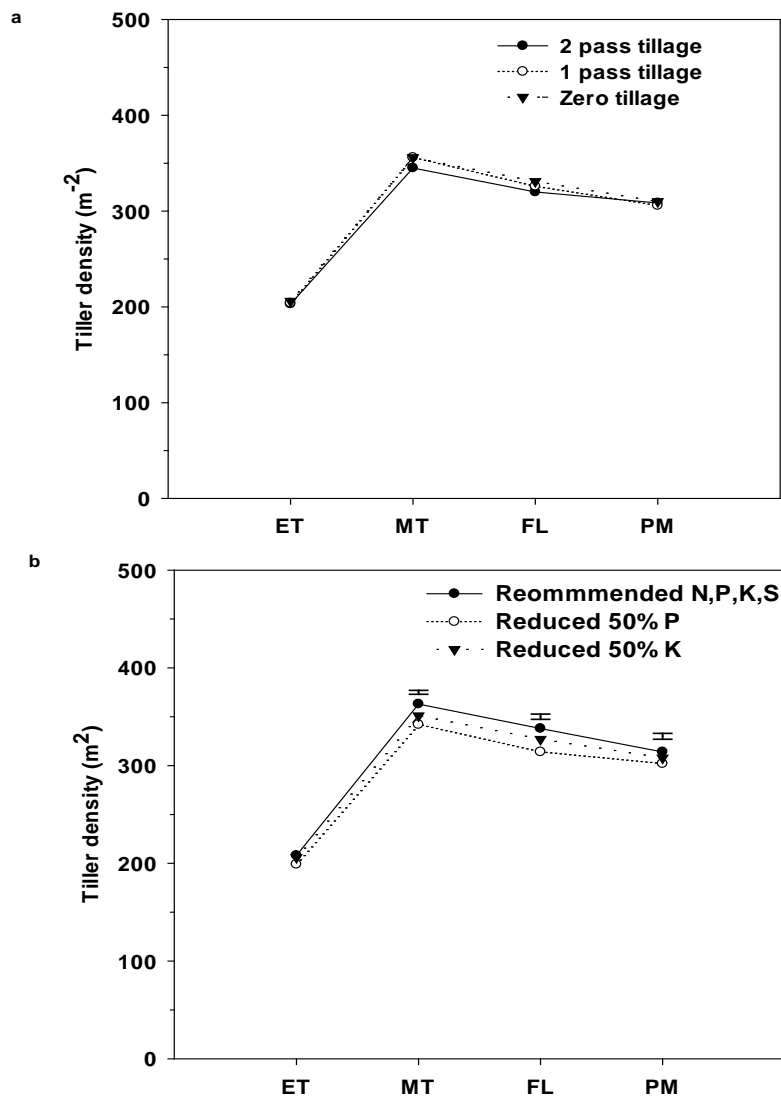 a
500
400
300
200
100
0
Tiller density (m⁻²)
2 pass tillage
1 pass tillage
Zero tillage
ET MT FL PM
b
500
400
300
200
100
0
Tiller density (m²)
Reommmended N,P,K,S
Reduced 50% P
Reduced 50% K
ET MT FL PM